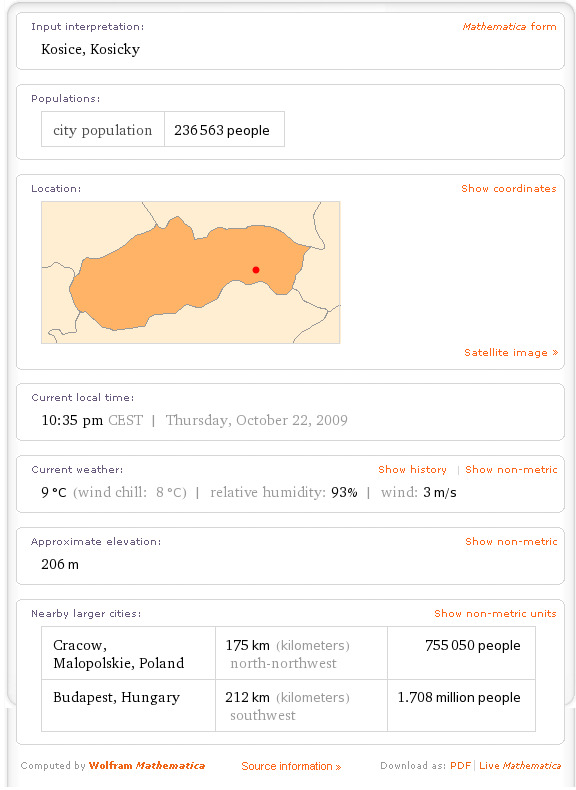 Input interpretation: Mathematica form
Kosice, Kosicky
Populations:
city population 236 563 people
Location: Show coordinates
Satellite image »
Current local time:
10:35 pm CEST | Thursday, October 22, 2009
Current weather: Show history | Show non-metric
9 °C (wind chill: 8 °C) | relative humidity: 93% | wind: 3 m/s
Approximate elevation: Show non-metric
206 m
Nearby larger cities: Show non-metric units
Cracow, 175 km (kilometers) 755 050 people
Malopolskie, Poland north-northwest
Budapest, Hungary 212 km (kilometers) 1.708 million people
southwest
Computed by Wolfram Mathematica Source information » Download as: PDF | Live Mathematica